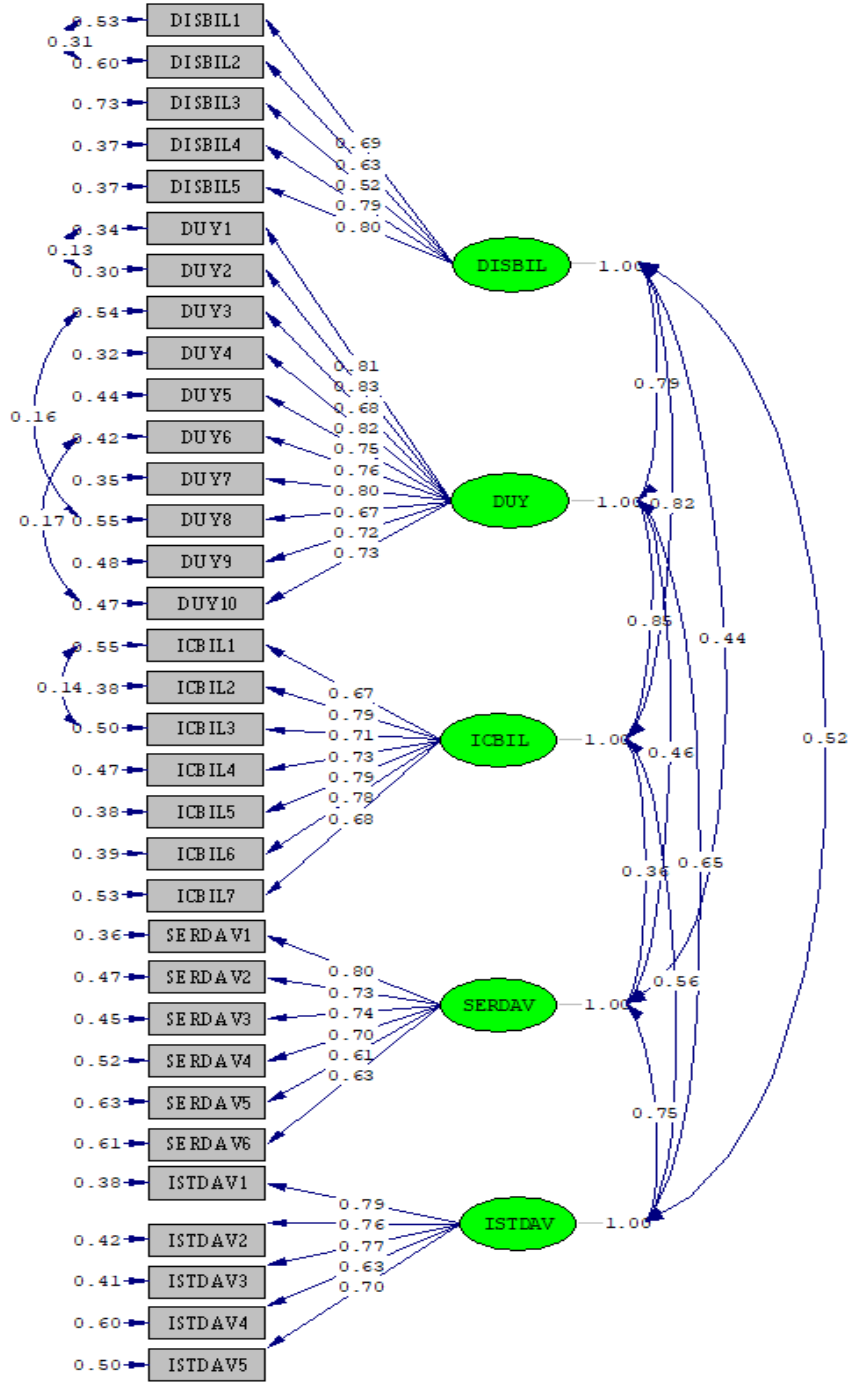 0.53 DISBIL1
0.31
0.60 DISBIL2
0.73 DISBIL3
0.37 DISBIL4
0.37 DISBIL5
0.69
0.63
0.52
0.79
0.80
DISBIL 1.00
0.34 DUY1
0.13
0.30 DUY2
0.54 DUY3
0.32 DUY4
0.44 DUY5
0.16
0.42 DUY6
0.35 DUY7
0.17 0.55 DUY8
0.48 DUY9
0.47 DUY10
0.81
0.83
0.68
0.82
0.75
0.76
0.80
0.67
0.72
0.73
DUY 1.00
0.55 ICBIL1
0.14 .38 ICBIL2
0.50 ICBIL3
0.47 ICBIL4
0.38 ICBIL5
0.39 ICBIL6
0.53 ICBIL7
0.67
0.79
0.71
0.73
0.79
0.78
0.68
ICBIL 1.00
0.36 SERDAV1
0.47 SERDAV2
0.45 SERDAV3
0.52 SERDAV4
0.63 SERDAV5
0.61 SERDAV6
0.80
0.73
0.74
0.70
0.61
0.63
SERDAV 1.00
0.38 ISTDAV1
0.42 ISTDAV2
0.41 ISTDAV3
0.60 ISTDAV4
0.50 ISTDAV5
0.79
0.76
0.77
0.63
0.70
ISTDAV 1.00
0.79
0.82
0.85
0.44
0.46
0.52
0.36
0.65
0.56
0.75